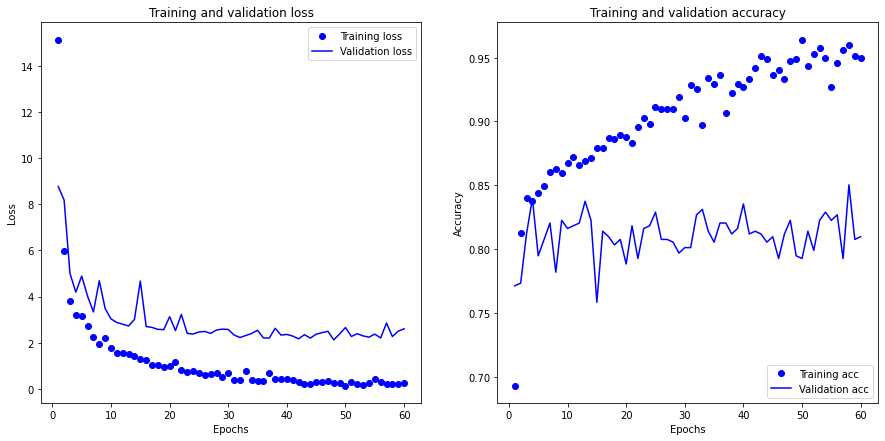 Training and validation loss
Training loss
Validation loss
14
12
10
8
6
4
2
0
Loss
0
10
20
30
40
50
60
Epochs
Training and validation accuracy
0.95
0.90
0.85
0.80
0.75
0.70
Accuracy
Training acc
Validation acc
0
10
20
30
40
50
60
Epochs